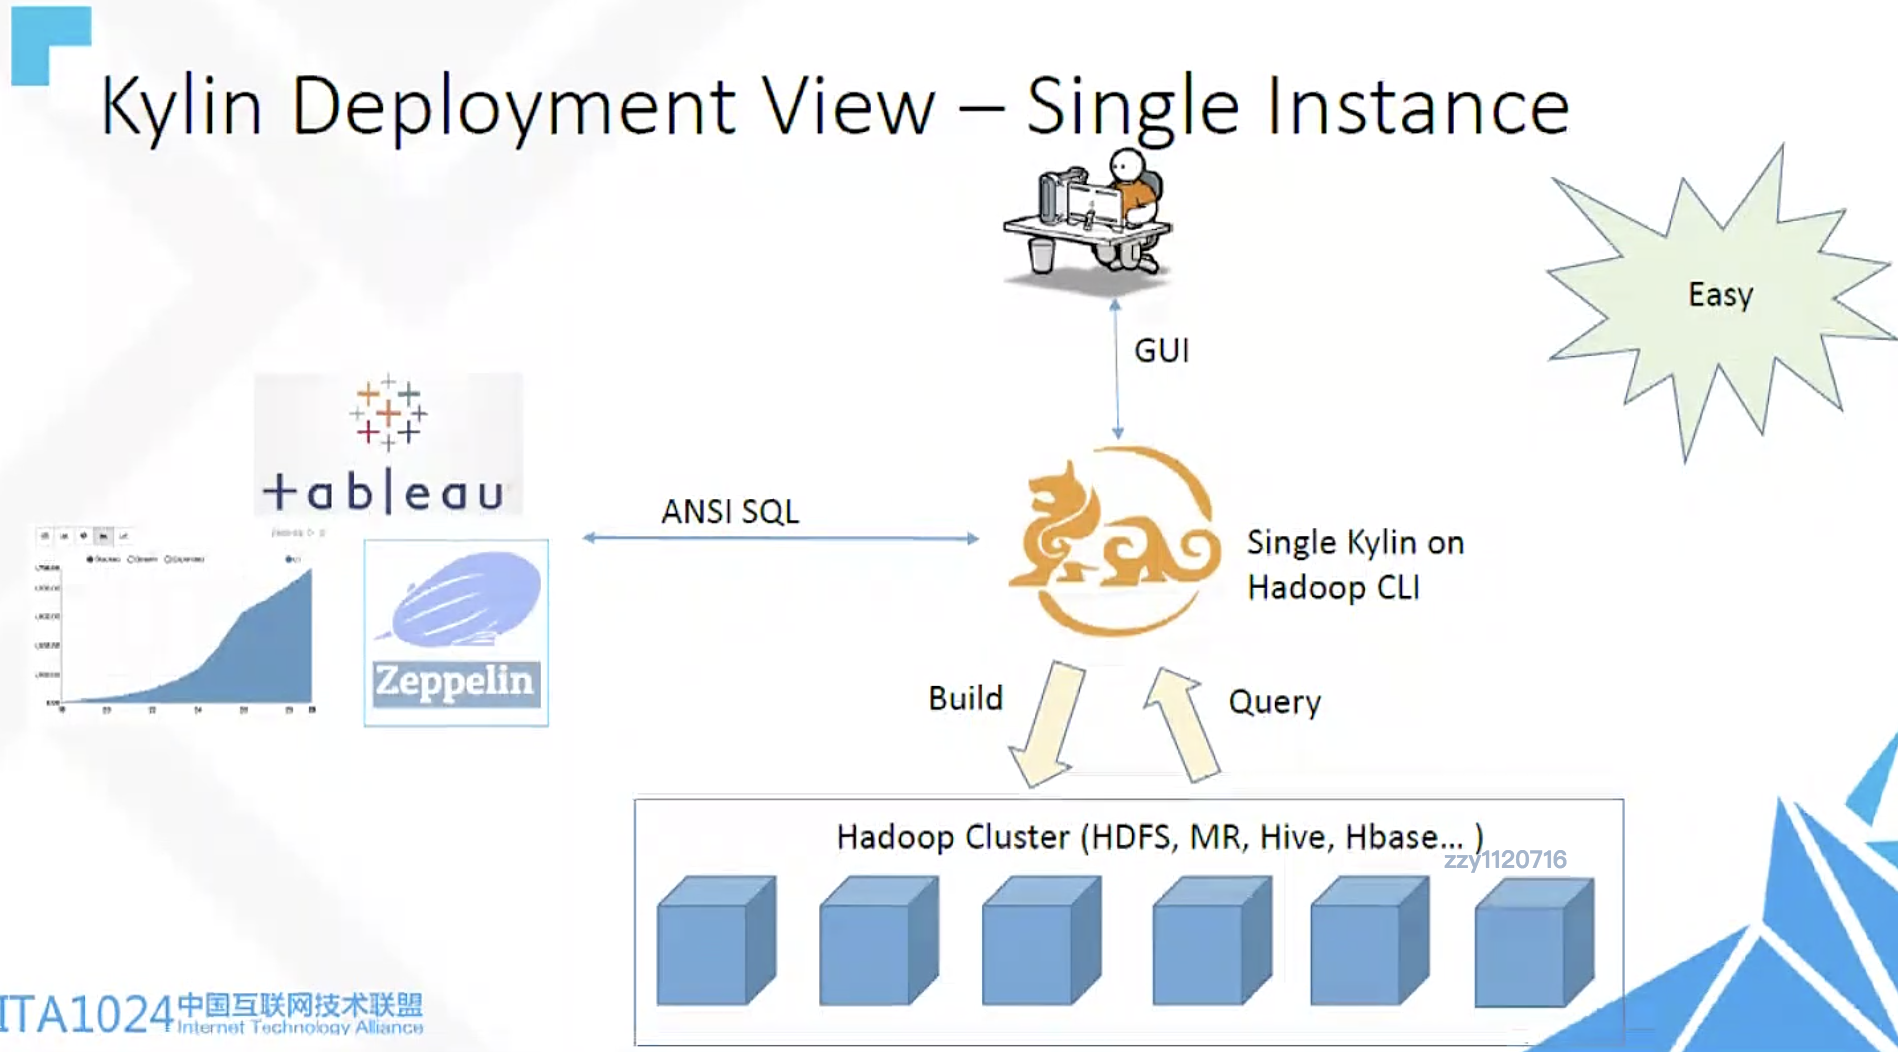 Kylin Deployment View – Single Instance
Easy
GUI
+ableau
ANSI SQL
Single Kylin on
Hadoop CLI
Zeppelin
Build
Query
Hadoop Cluster (HDFS, MR, Hive, Hbase... )
zzy1120716
ITA1024 中国互联网技术联盟
Internet Technology Alliance